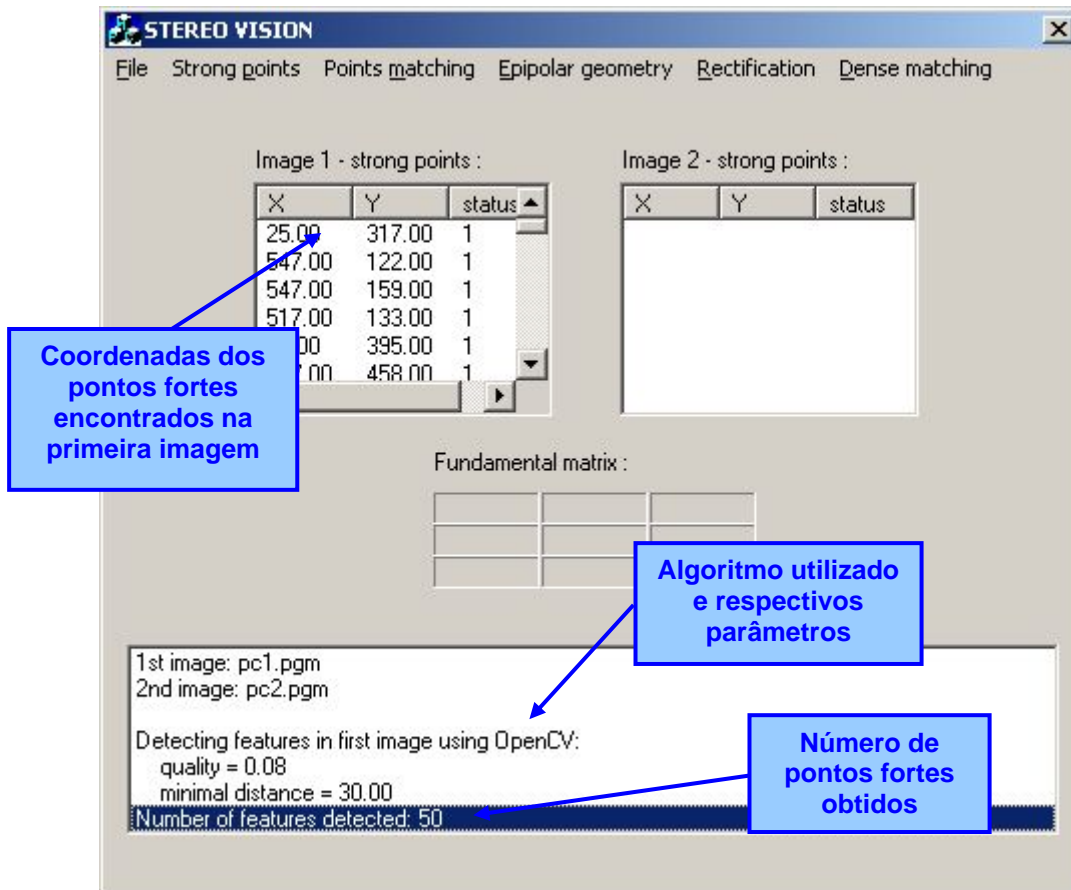 STEREO VISION
File Strong points Points matching Epipolar geometry Rectification Dense matching
Image 1 - strong points :
X Y status
25.00 317.00 1
547.00 122.00 1
547.00 159.00 1
517.00 133.00 1
395.00 1
458.00 1
Image 2 - strong points :
X Y status
Coordenadas dos
pontos fortes
encontrados na
primeira imagem
Fundamental matrix :
Algoritmo utilizado
e respectivos
parâmetros
1st image: pc1.pgm
2nd image: pc2.pgm
Detecting features in first image using OpenCV:
quality = 0.08
minimal distance = 30.00
Number of features detected: 50
Número de
pontos fortes
obtidos